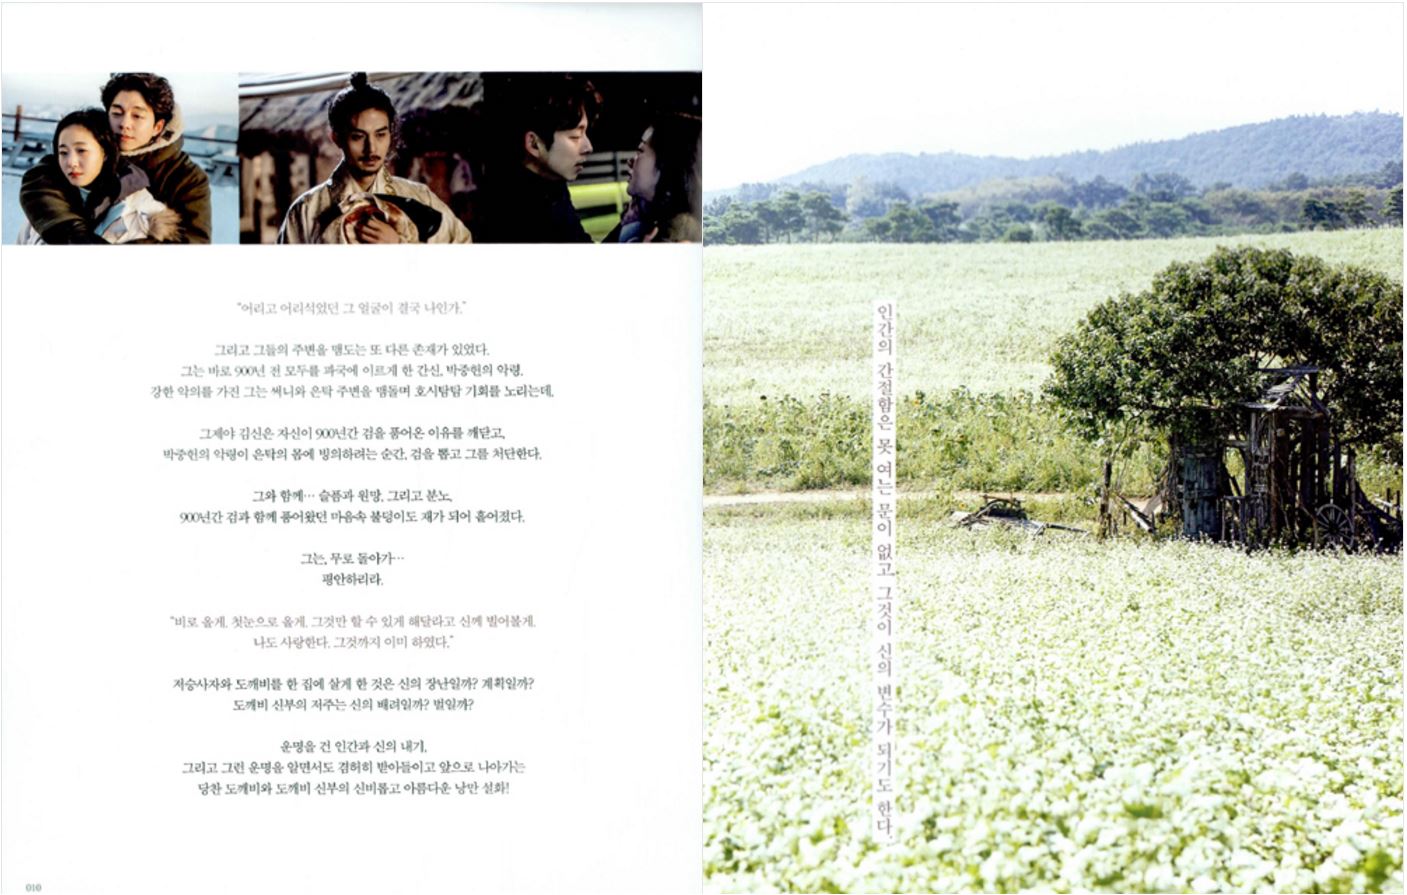 “어리고 어리석었던 그 얼굴이 결국 나인가.”
그리고 그들의 주변을 맴도는 또 다른 존재가 있었다.
그는 바로 900년 전 모두를 파국에 이르게 한 간신, 박중헌의 악령.
강한 악의를 가진 그는 써니와 은탁 주변을 맴돌며 호시탐탐 기회를 노리는데,
그제야 김신은 자신이 900년간 검을 품어온 이유를 깨닫고,
박중헌의 악령이 은탁의 몸에 빙의하려는 순간, 검을 뽑고 그를 처단한다.
그와 함께… 슬픔과 원망, 그리고 분노,
900년간 검과 함께 품어왔던 마음속 불덩이도 재가 되어 흩어졌다.
그는, 무로 돌아가…
평안하리라.
“비로 올게. 첫눈으로 올게. 그것만 할 수 있게 해달라고 신께 빌어볼게.
나도 사랑한다. 그것까지 이미 하였다.”
저승사자와 도깨비를 한 집에 살게 한 것은 신의 장난일까? 계획일까?
도깨비 신부의 저주는 신의 배려일까? 벌일까?
운명을 건 인간과 신의 내기,
그리고 그런 운명을 알면서도 겸허히 받아들이고 앞으로 나아가는
당찬 도깨비와 도깨비 신부의 신비롭고 아름다운 낭만 설화!
010
인간의 간절함은 못 여는 문이 없고 그것이 신의 변수가 되기도 한다.